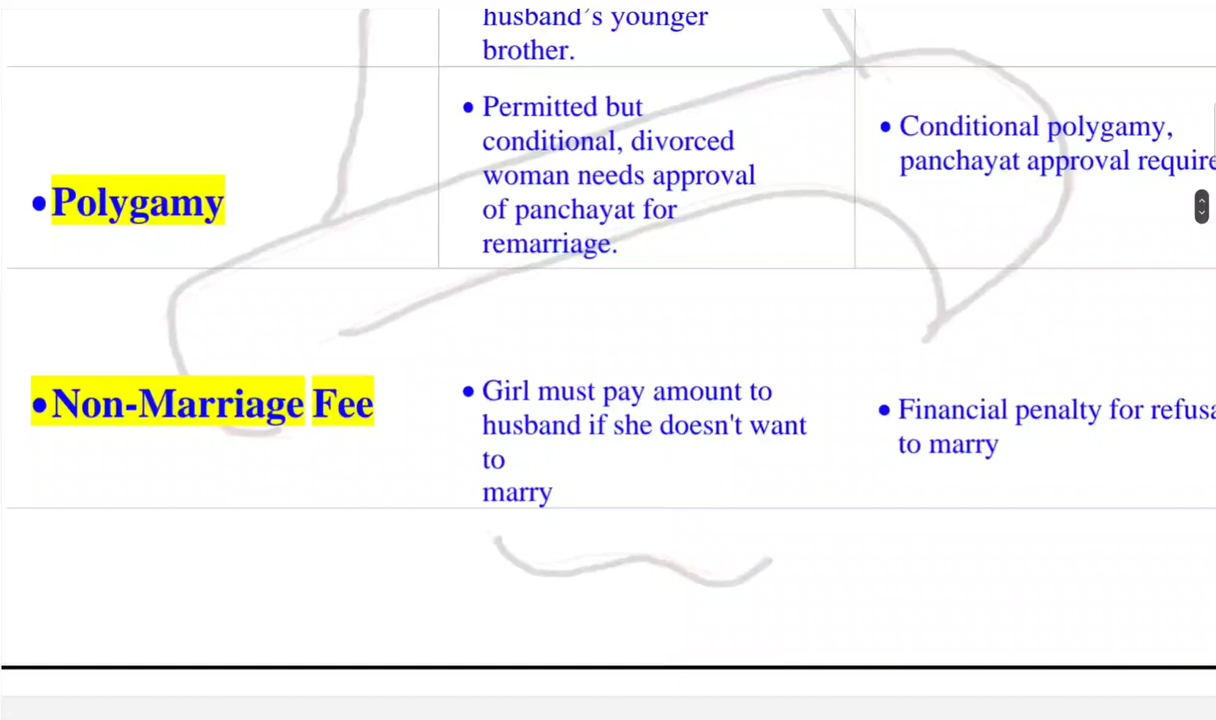 husband's younger
brother.
• Polygamy
• Permitted but
conditional, divorced
woman needs approval
of panchayat for
remarriage.
• Conditional polygamy,
panchayat approval require
• Non-Marriage Fee
• Girl must pay amount to
husband if she doesn't want
to
marry
• Financial penalty for refusa
to marry